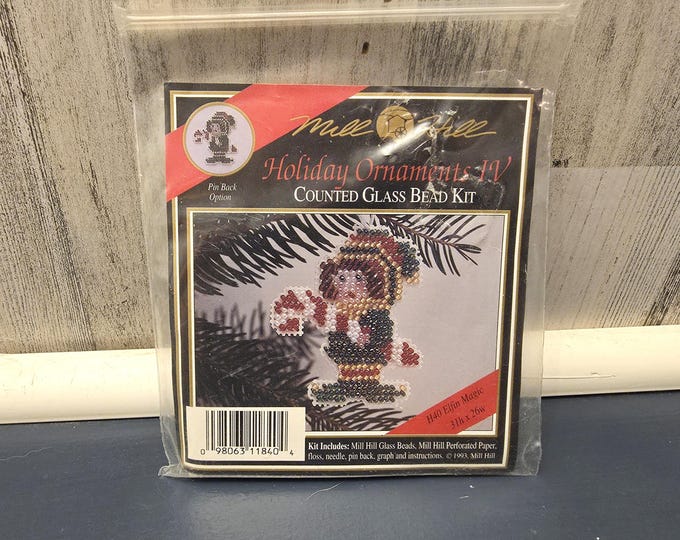 Mill Hill
Holiday Ornaments IV
Counted Glass Bead Kit
Pin Back
Option
H40 Elfin Magic
31h x 26w
Kit Includes: Mill Hill Glass Beads, Mill Hill Perforated Paper,
floss, needle, pin back, graph and instructions. © 1993, Mill Hill
0 98063 11840 4